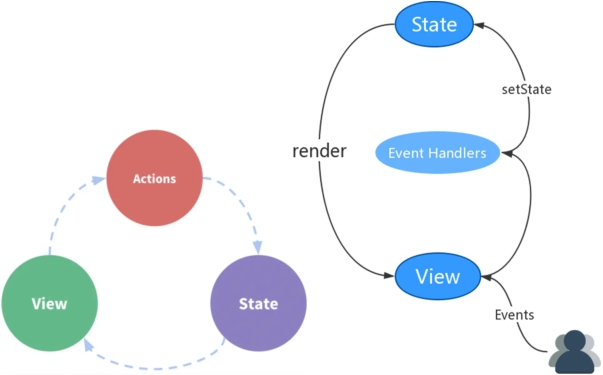 Actions
View
State
State
setState
render
Event Handlers
View
Events